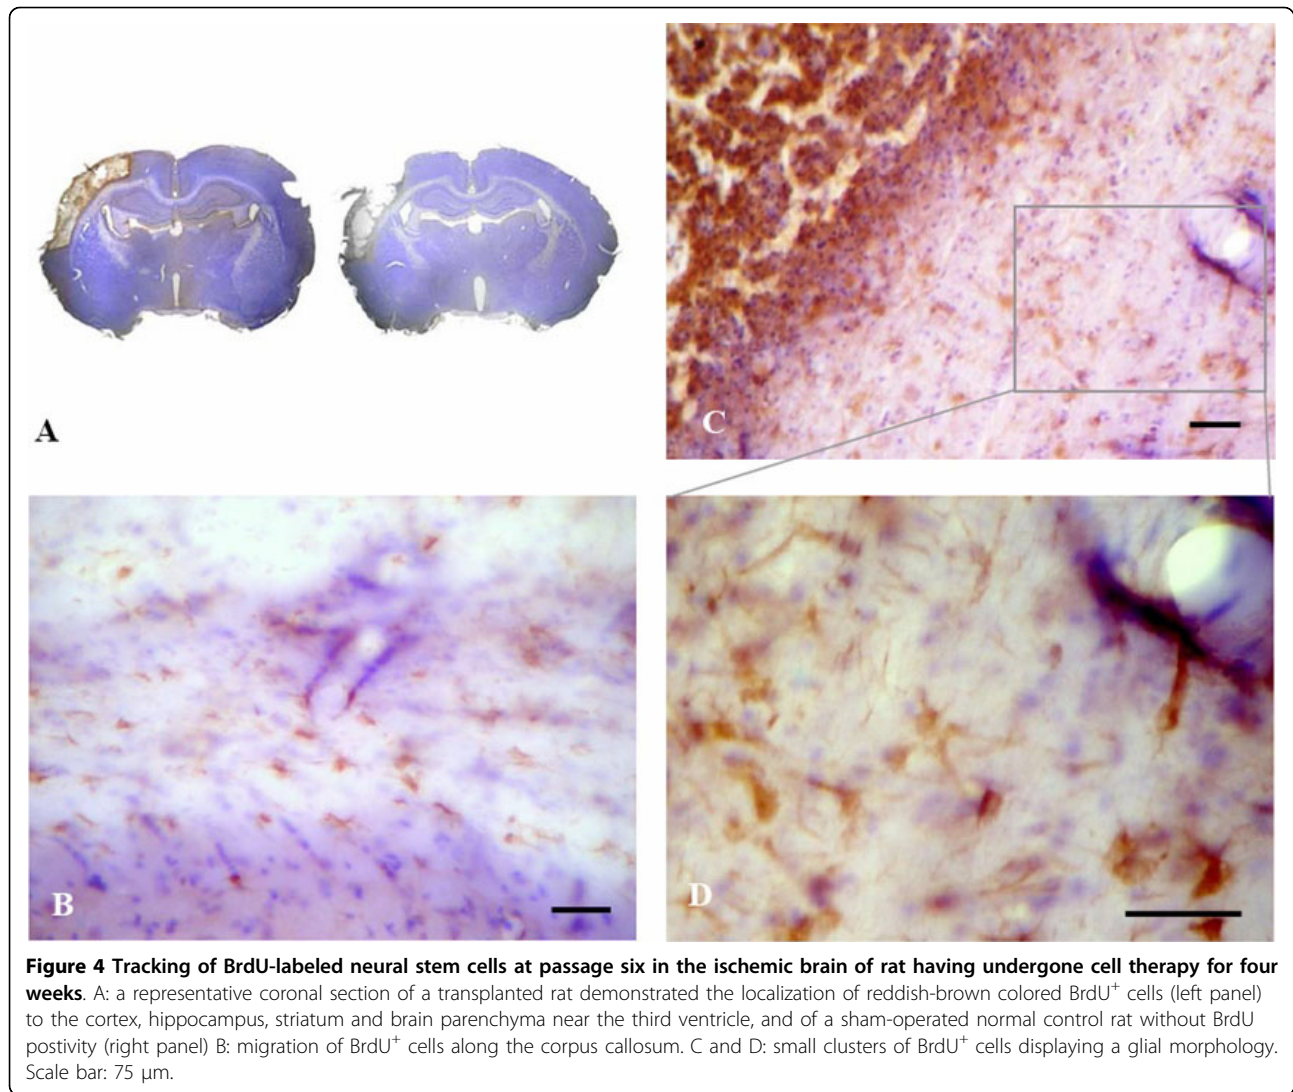 A
C
B
D
Figure 4 Tracking of BrdU-labeled neural stem cells at passage six in the ischemic brain of rat having undergone cell therapy for four
weeks. A: a representative coronal section of a transplanted rat demonstrated the localization of reddish-brown colored BrdU+ cells (left panel)
to the cortex, hippocampus, striatum and brain parenchyma near the third ventricle, and of a sham-operated normal control rat without BrdU
postivity (right panel) B: migration of BrdU+ cells along the corpus callosum. C and D: small clusters of BrdU+ cells displaying a glial morphology.
Scale bar: 75 μm.